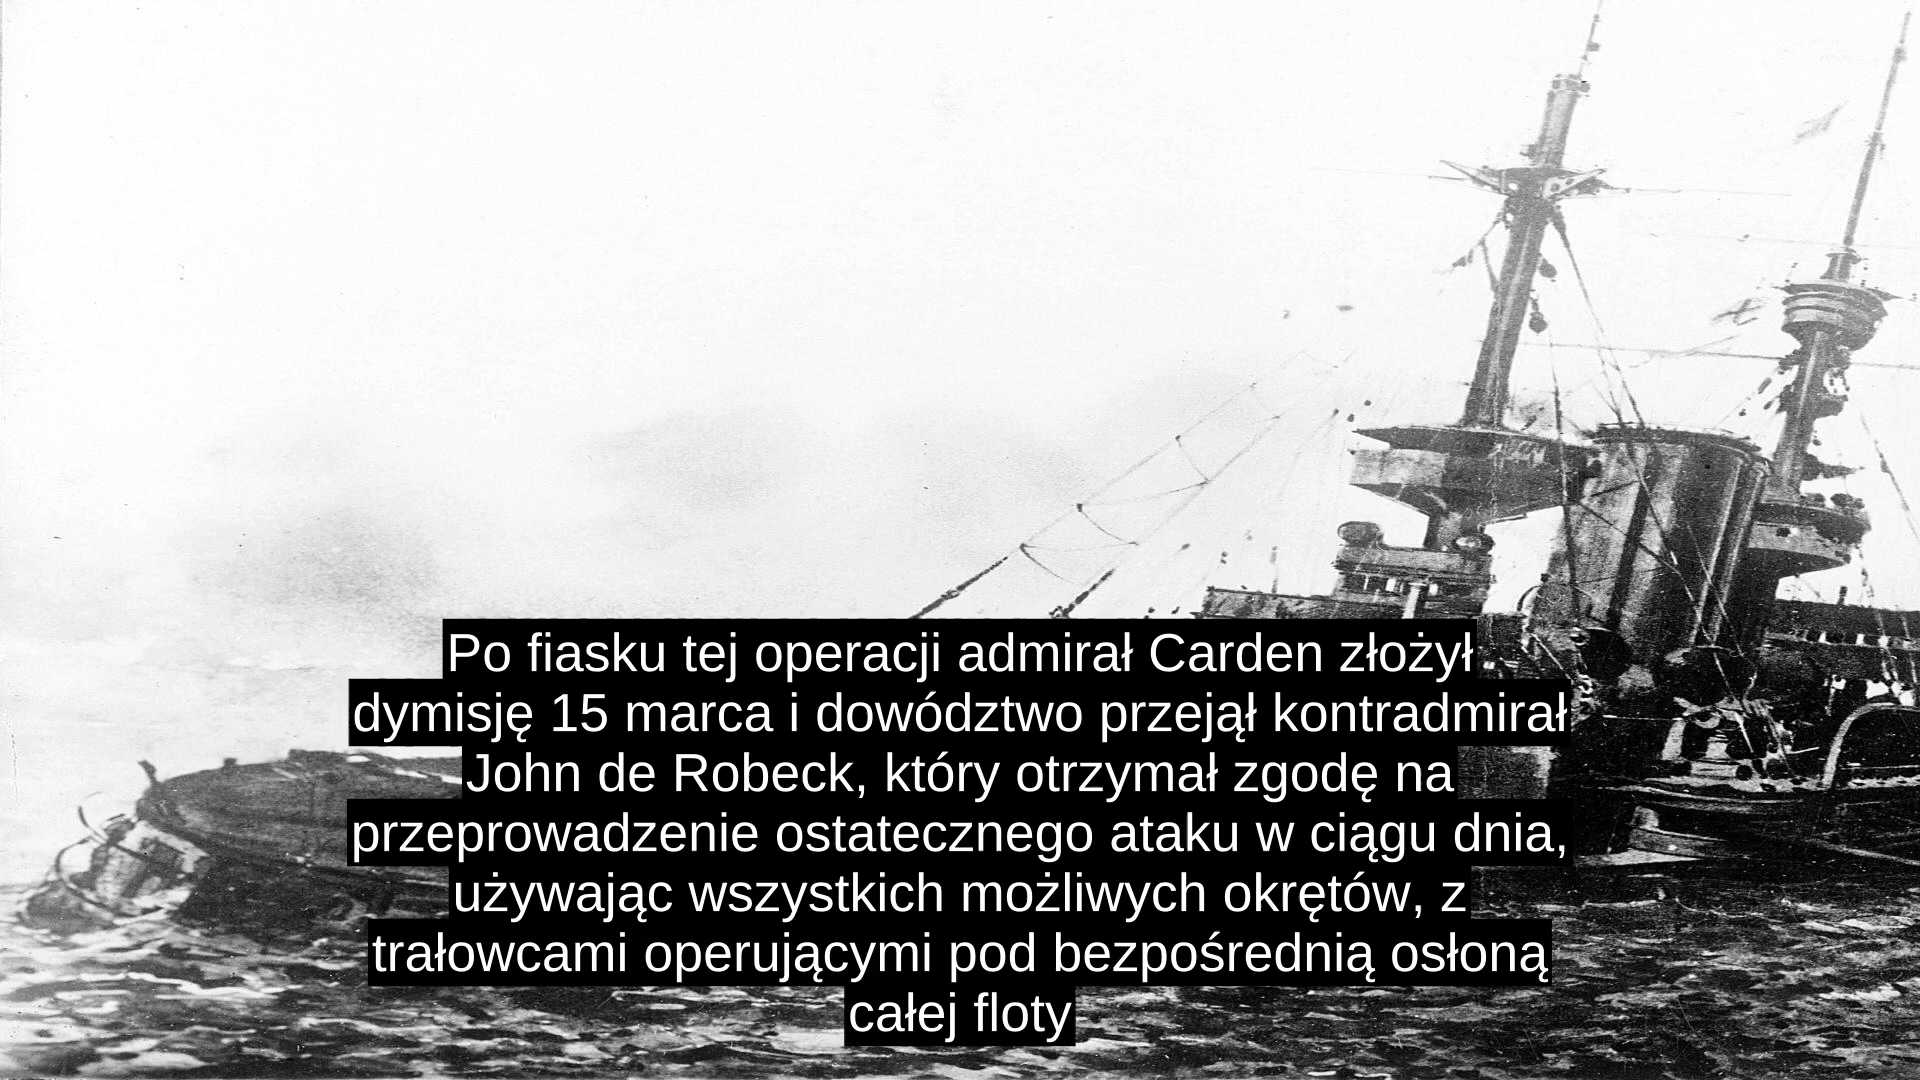 Po fiasku tej operacji admirał Carden złożył
dymisję 15 marca i dowództwo przejął kontradmirał
John de Robeck, który otrzymał zgodę na
przeprowadzenie ostatecznego ataku w ciągu dnia,
używając wszystkich możliwych okrętów, z
trałowcami operującymi pod bezpośrednią osłoną
całej floty